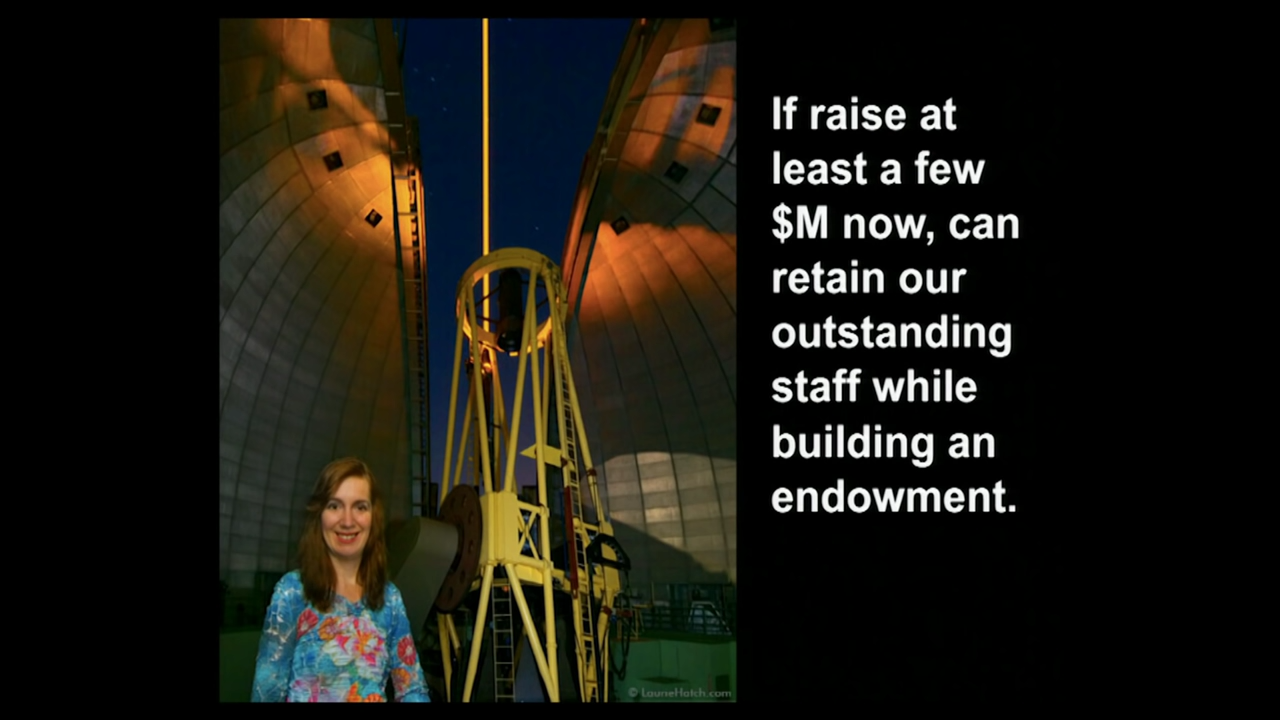 If raise at
least a few
$M now, can
retain our
outstanding
staff while
building an
endowment.
© LaurieHatch.com